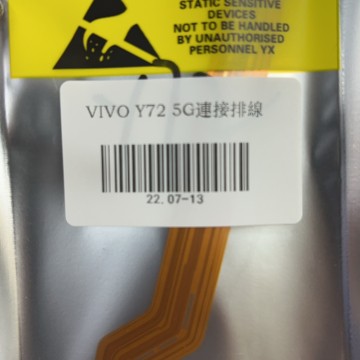 STATIC SENSITIVE
DEVICES
NOT TO BE HANDLED
BY UNAUTHORISED
PERSONNEL YX
VIVO Y72 5G連接排線
22.07-13